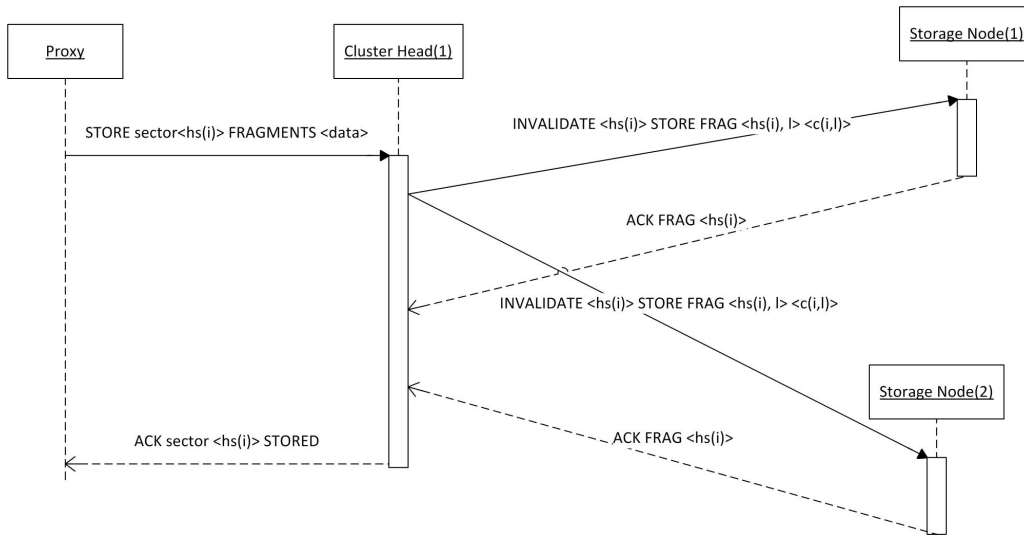 Proxy
Cluster Head(1)
Storage Node(1)
STORE sector<hs(i)> FRAGMENTS <data>
INVALIDATE <hs(i)> STORE FRAG <hs(i), l> <c(i,l)>
ACK FRAG <hs(i)>
INVALIDATE <hs(i)> STORE FRAG <hs(i), l> <c(i,l)>
Storage Node(2)
ACK sector <hs(i)> STORED
ACK FRAG <hs(i)>